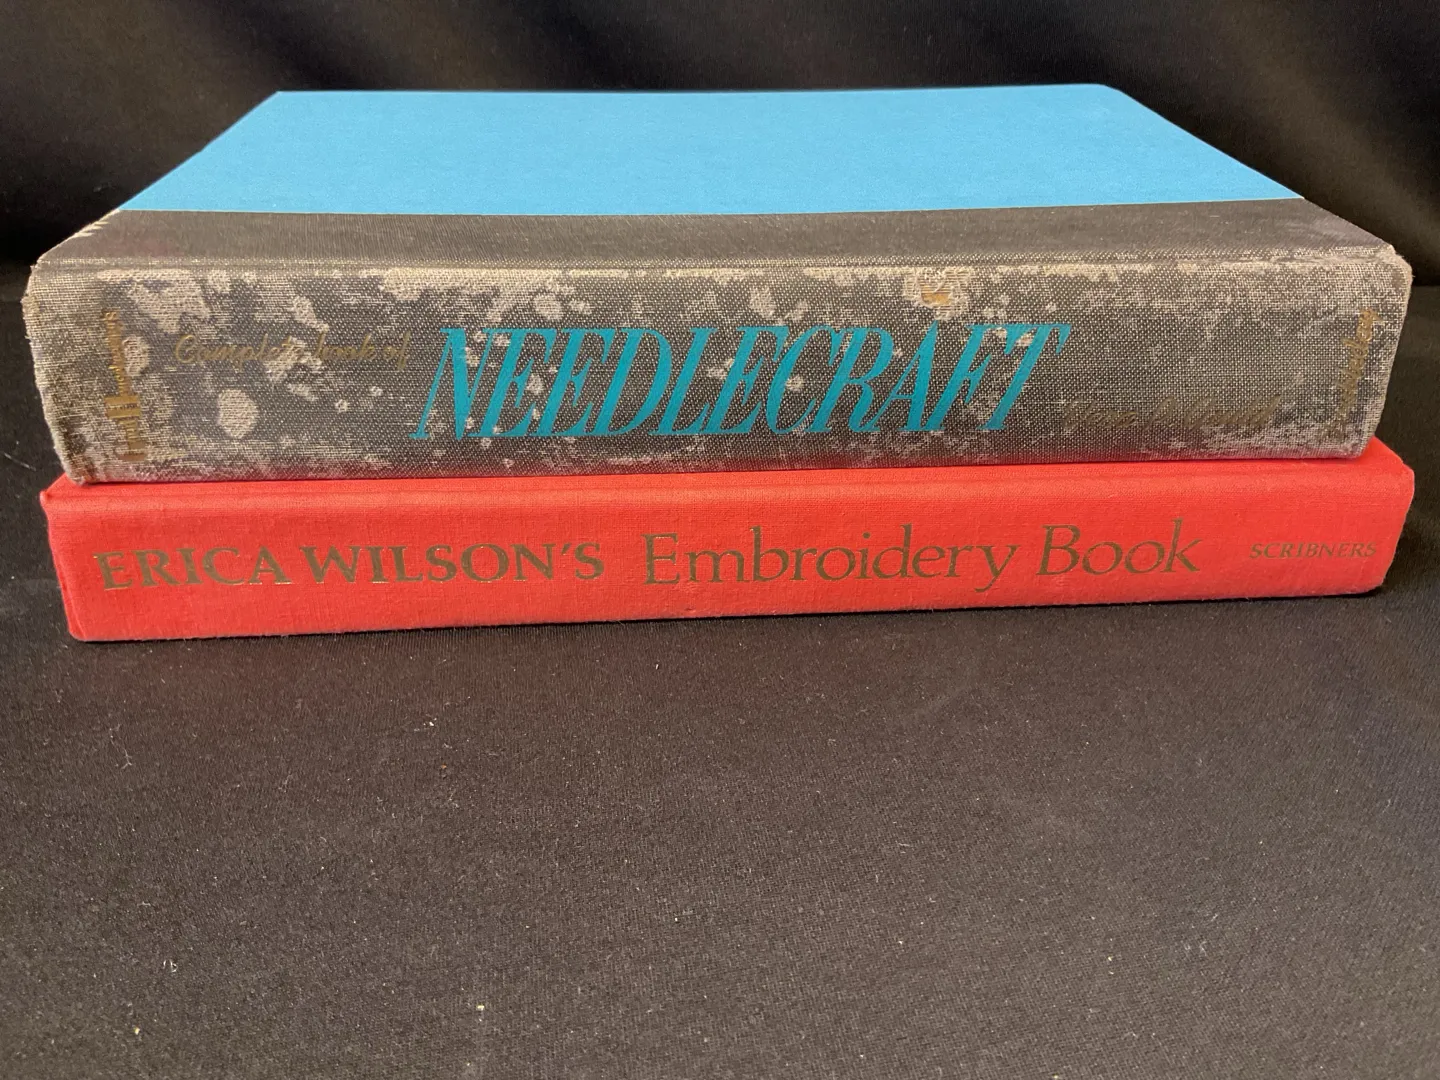 Complete book of NEEDLECRAFT
ERICA WILSON'S Embroidery Book SCRIBNERS